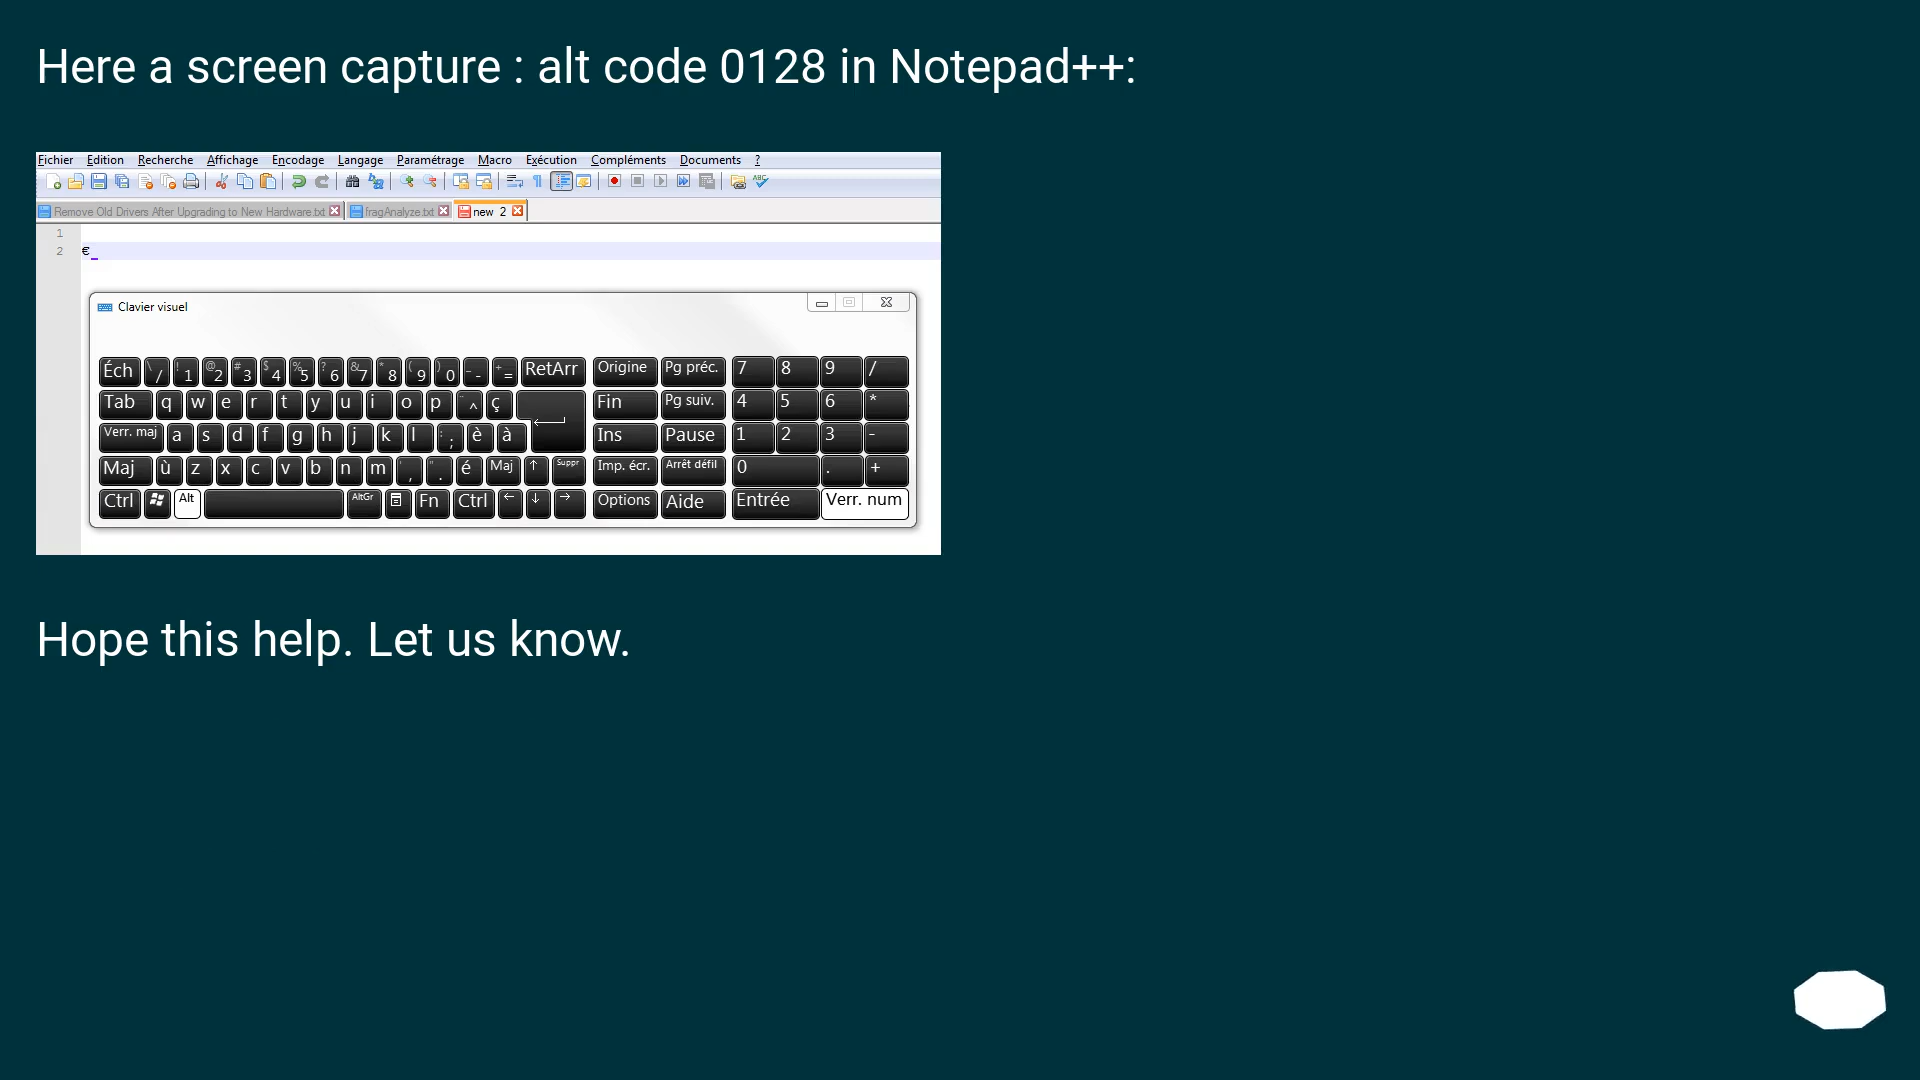 Here a screen capture : alt code 0128 in Notepad++:
Fichier Edition Recherche Affichage Encodage Langage Paramétrage Macro Exécution Compléments Documents ?
Remove Old Drivers After Upgrading to New Hardware.txt fragAnalyze.txt new 2
1
2 €
Clavier visuel
Éch \ / ! 1 @ 2 # 3 $ 4 % 5 ? 6 & 7 * 8 ( 9 ) 0 _ - + = RetArr Origine Pg préc. 7 8 9 /
Tab q w e r t y u i o p ¨ ^ ç Fin Pg suiv. 4 5 6 *
Verr. maj a s d f g h j k l : ; è à Ins Pause 1 2 3 -
Maj ù z x c v b n m ' , " . é Maj ↑ Suppr Imp. écr. Arrêt défil 0 . +
Ctrl Alt AltGr Fn Ctrl ← ↓ → Options Aide Entrée Verr. num
Hope this help. Let us know.